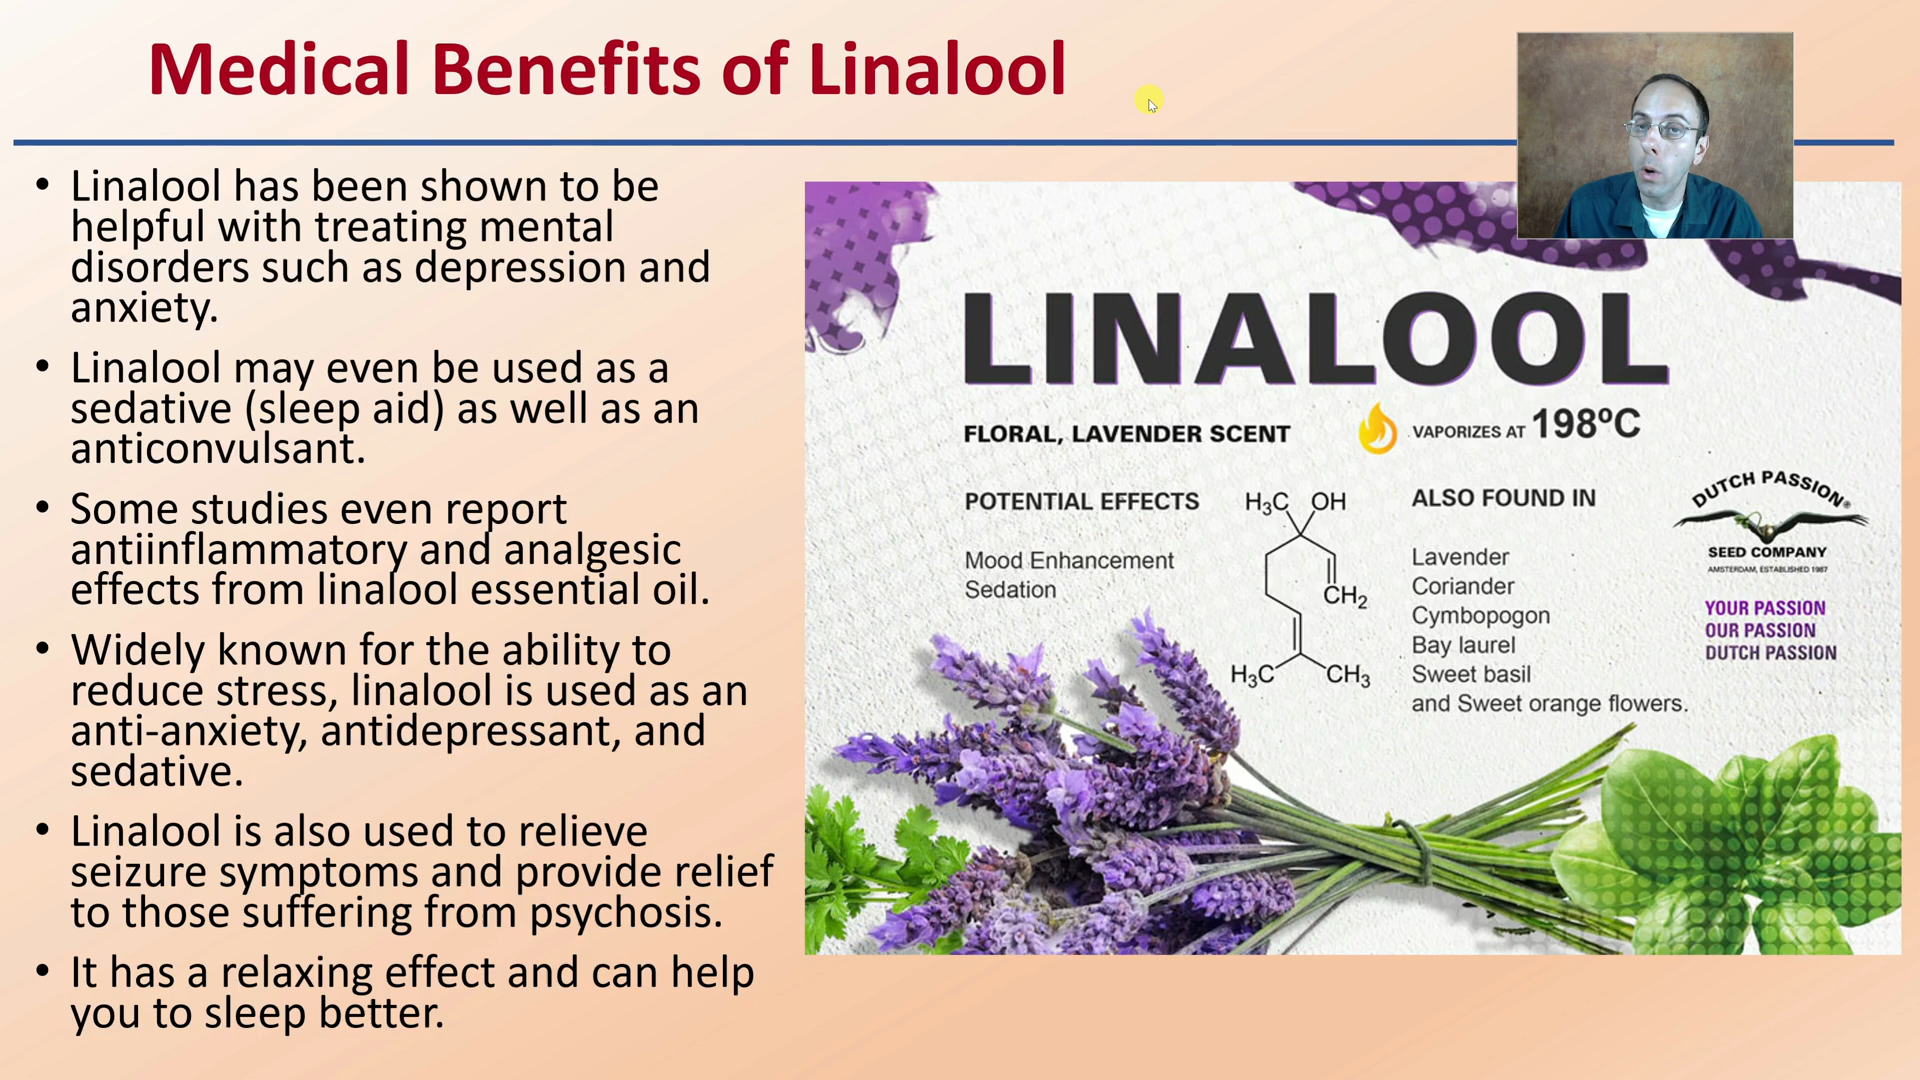 Medical Benefits of Linalool
• Linalool has been shown to be
helpful with treating mental
disorders such as depression and
anxiety.
• Linalool may even be used as a
sedative (sleep aid) as well as an
anticonvulsant.
• Some studies even report
antiinflammatory and analgesic
effects from linalool essential oil.
• Widely known for the ability to
reduce stress, linalool is used as an
anti-anxiety, antidepressant, and
sedative.
• Linalool is also used to relieve
seizure symptoms and provide relief
to those suffering from psychosis.
• It has a relaxing effect and can help
you to sleep better.
LINALOOL
FLORAL, LAVENDER SCENT
VAPORIZES AT 198ºC
POTENTIAL EFFECTS
Mood Enhancement
Sedation
H₃C OH
CH₂
H₃C CH₃
ALSO FOUND IN
Lavender
Coriander
Cymbopogon
Bay laurel
Sweet basil
and Sweet orange flowers.
DUTCH PASSION®
SEED COMPANY
AMSTERDAM, ESTABLISHED 1987
YOUR PASSION
OUR PASSION
DUTCH PASSION